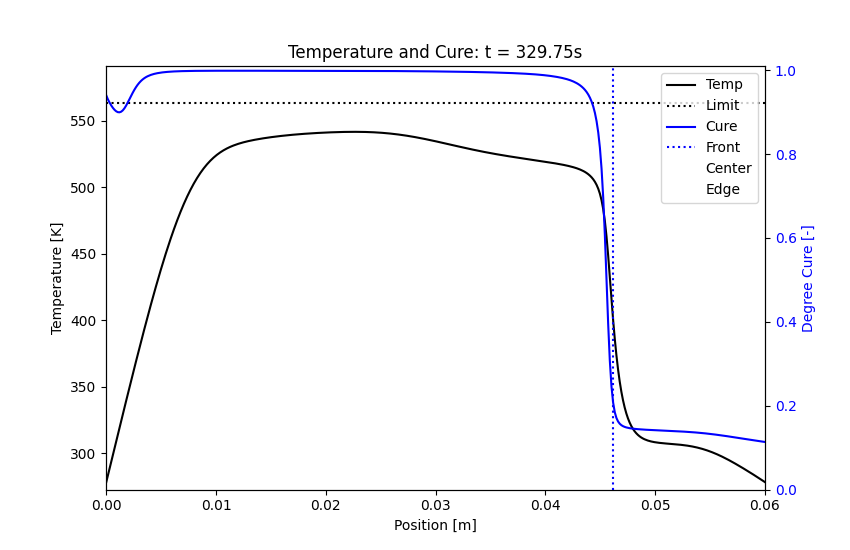 Temperature and Cure: t = 329.75s
Temp
Limit
Cure
Front
Center
Edge
550
500
450
400
350
300
Temperature [K]
1.0
0.8
0.6
0.4
0.2
0.0
Degree Cure [-]
0.00 0.01 0.02 0.03 0.04 0.05 0.06
Position [m]